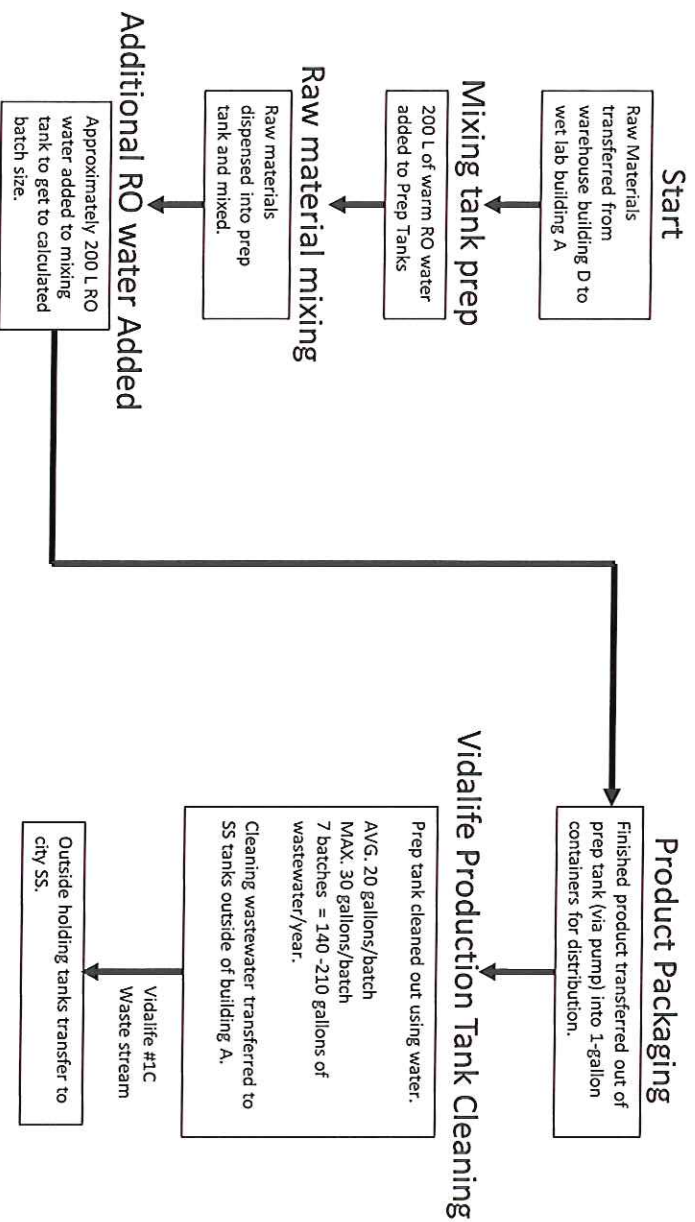 Start
Raw Materials
transferred from
warehouse building D to
wet lab building A
Mixing tank prep
200 L of warm RO water
added to Prep Tanks
Raw material mixing
Raw materials
dispensed into prep
tank and mixed.
Additional RO water Added
Approximately 200 L RO
water added to mixing
tank to get to calculated
batch size.
Product Packaging
Finished product transferred out of
prep tank (via pump) into 1-gallon
containers for distribution.
Vidalife Production Tank Cleaning
Prep tank cleaned out using water.
AVG. 20 gallons/batch
MAX. 30 gallons/batch
7 batches = 140 -210 gallons of
wastewater/year.
Cleaning wastewater transferred to
SS tanks outside of building A.
Vidalife #1C
Waste stream
Outside holding tanks transfer to
city SS.